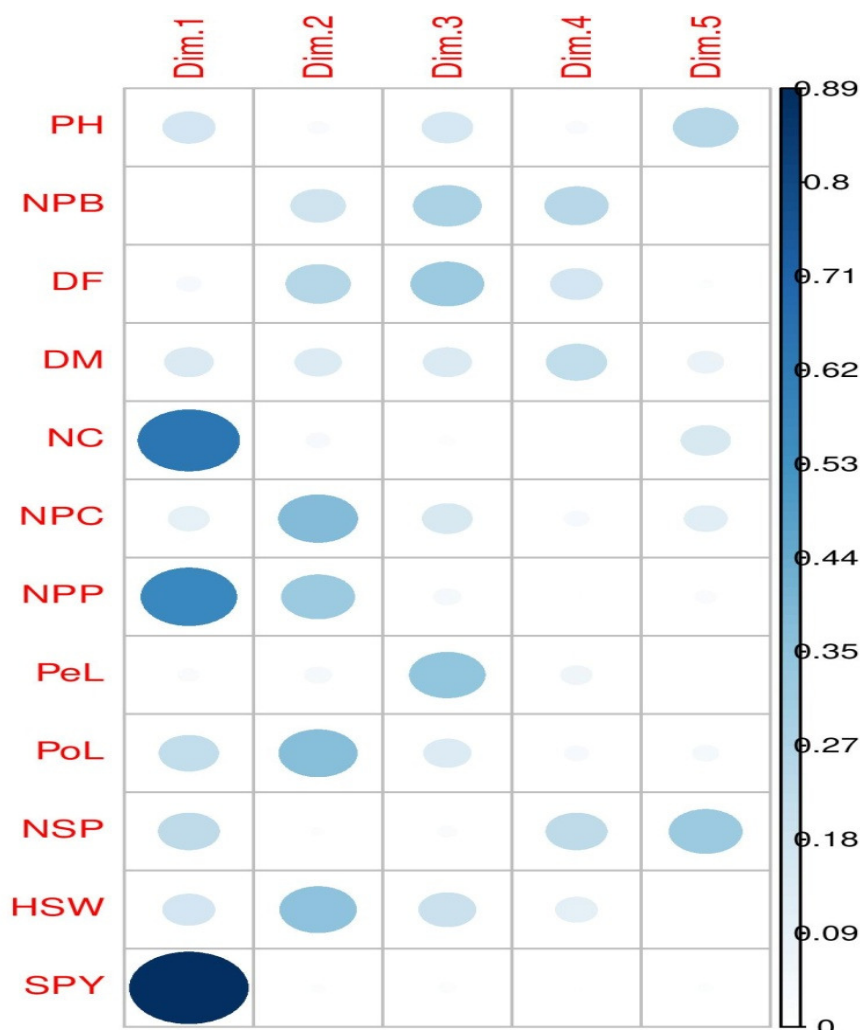 Dim.1 Dim.2 Dim.3 Dim.4 Dim.5
PH
NPB
DF
DM
NC
NPC
NPP
PeL
PoL
NSP
HSW
SPY
0.89
0.8
0.71
0.62
0.53
0.44
0.35
0.27
0.18
0.09
0